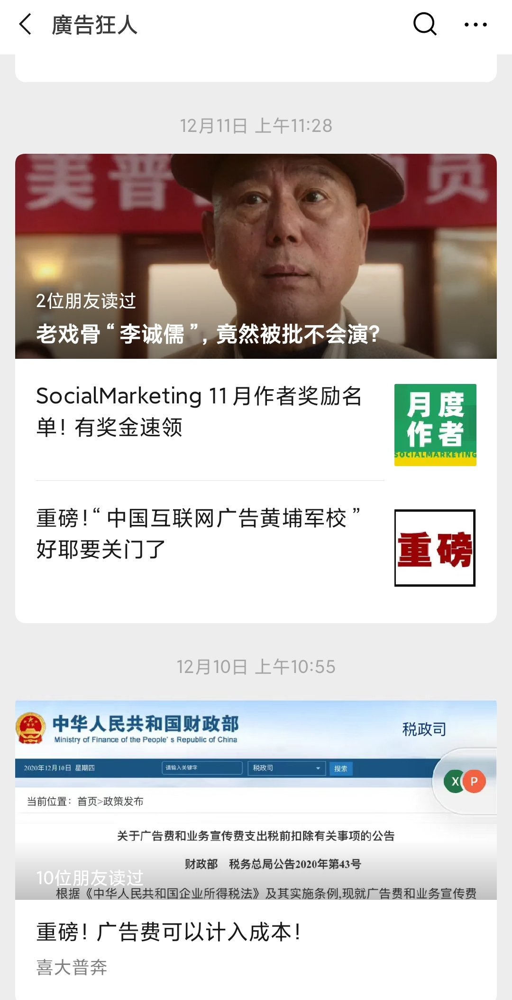 廣告狂人
12月11日 上午11:28
美普
员
2位朋友读过
老戏骨“李诚儒”，竟然被批不会演？
SocialMarketing 11月作者奖励名
单！有奖金速领
月度
作者
SOCIALMARKETING
重磅！“中国互联网广告黄埔军校”
好耶要关门了
重磅
12月10日 上午10:55
中华人民共和国财政部
Ministry of Finance of the People's Republic of China
税政司
2020年12月10日 星期四
请输入关键字
税政司
搜索
X P
当前位置：首页>政策发布
关于广告费和业务宣传费支出税前扣除有关事项的公告
财政部 税务总局公告2020年第43号
10位朋友读过
根据《中华人民共和国企业所得税法》及其实施条例,现就广告费和业务宣传费
重磅！广告费可以计入成本！
喜大普奔